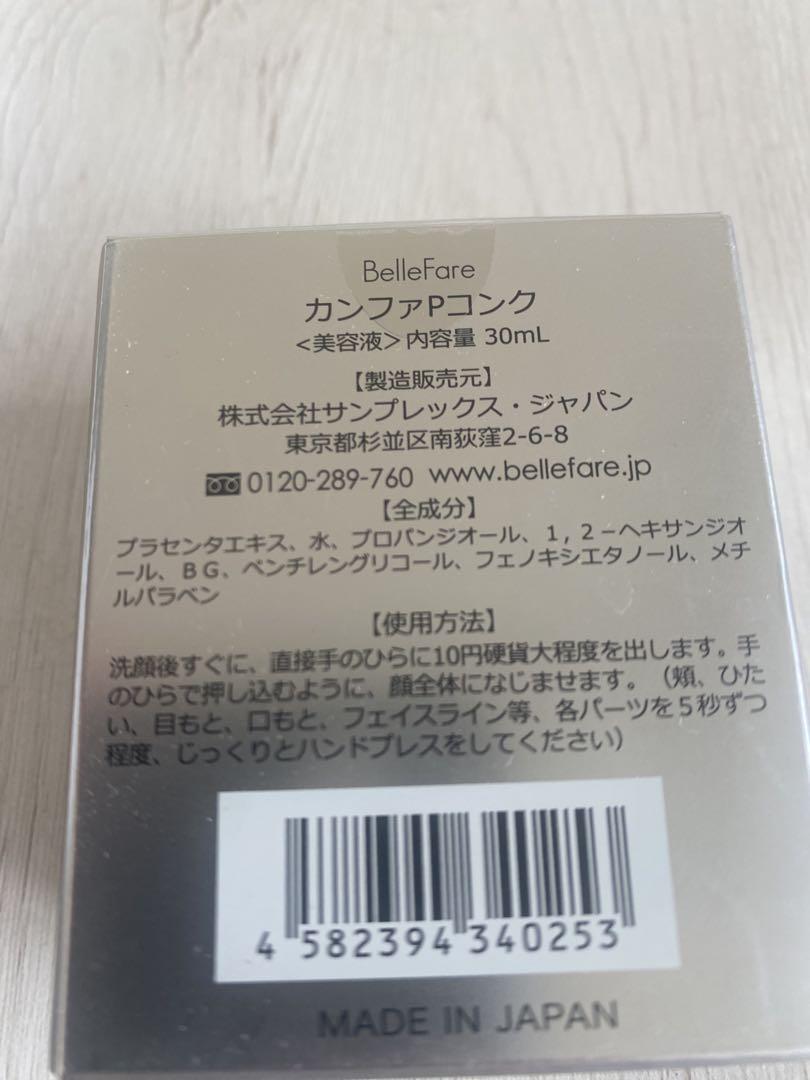 BelleFare
カンファPコンク
<美容液>内容量 30mL
【製造販売元】
株式会社サンプレックス・ジャパン
東京都杉並区南荻窪2-6-8
0120-289-760 www.bellefare.jp
【全成分】
プラセンタエキス、水、プロパンジオール、1,2-ヘキサンジオ
ール、BG、ペンチレングリコール、フェノキシエタノール、メチ
ルパラベン
【使用方法】
洗顔後すぐに、直接手のひらに10円硬貨大程度を出します。手
のひらで押し込むように、顔全体になじませます。（頬、ひた
い、目もと、口もと、フェイスライン等、各パーツを5秒ずつ
程度、じっくりとハンドプレスをしてください）
4 582394 340253
MADE IN JAPAN